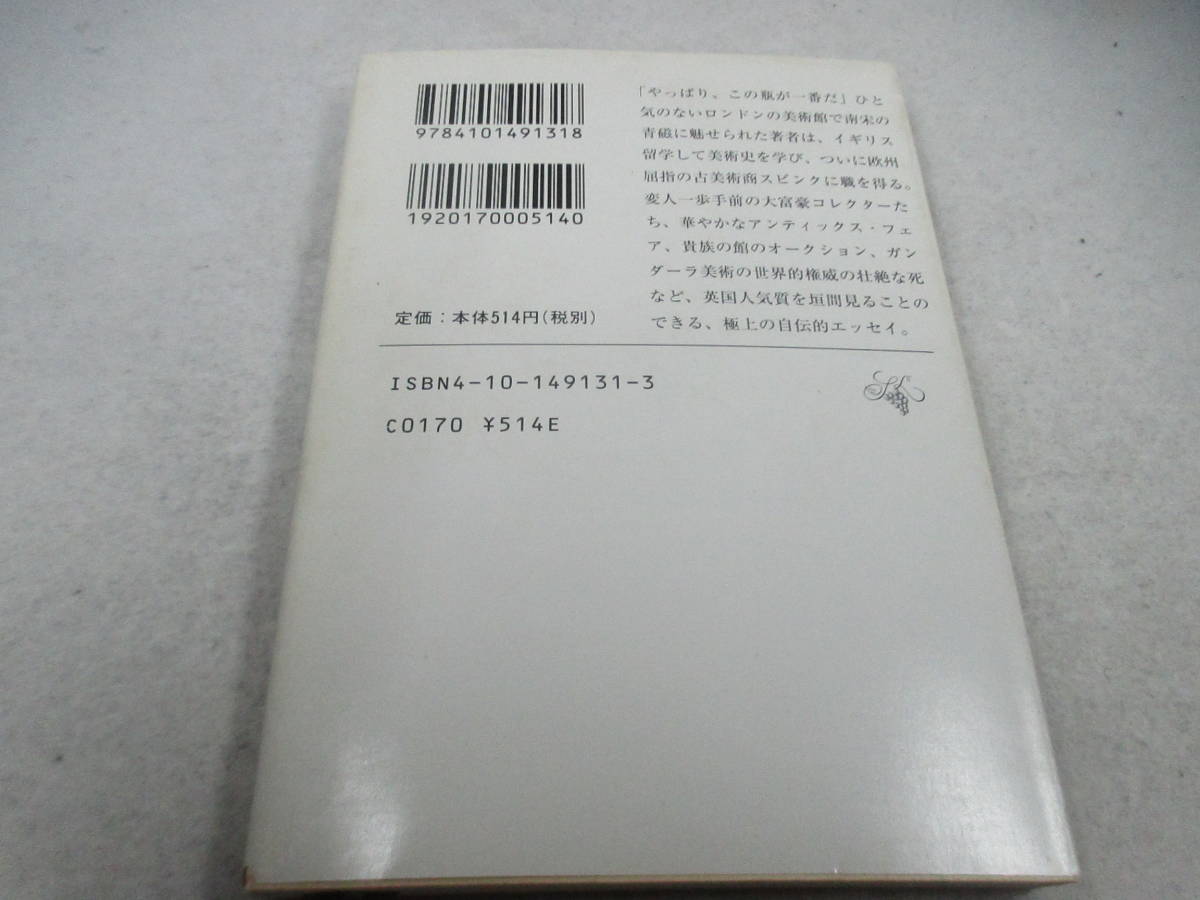 9784101491318
1920170005140
定価：本体514円（税別）
「やっぱり、この瓶が一番だ」ひと
気のないロンドンの美術館で南宋の
青磁に魅せられた著者は、イギリス
留学して美術史を学び、ついに欧州
屈指の古美術商スピンクに職を得る。
変人一歩手前の大富豪コレクターた
ち、華やかなアンティックス・フェ
ア、貴族の館のオークション、ガン
ダーラ美術の世界的権威の壮絶な死
など、英国人気質を垣間見ることの
できる、極上の自伝的エッセイ。
ISBN4-10-149131-3
C0170 ¥514E